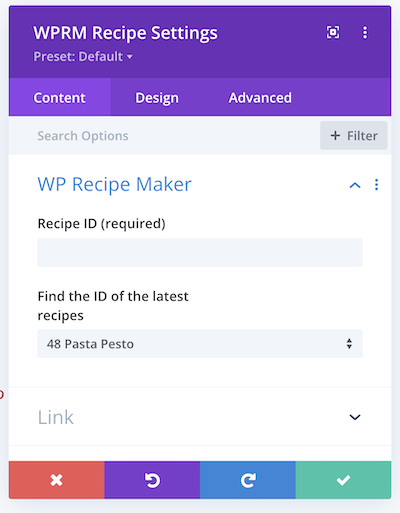 WPRM Recipe Settings
Preset: Default
Content Design Advanced
Search Options + Filter
WP Recipe Maker
Recipe ID (required)
Find the ID of the latest
recipes
48 Pasta Pesto
Link